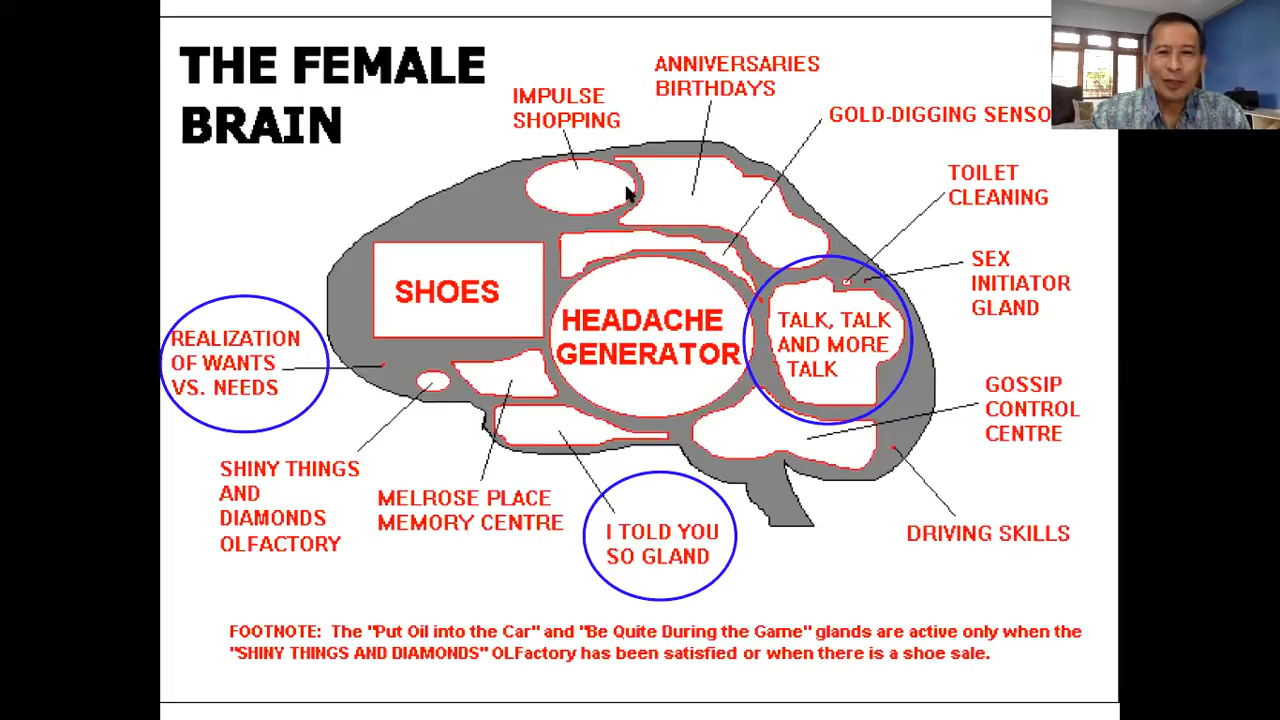 THE FEMALE
BRAIN
IMPULSE
SHOPPING
ANNIVERSARIES
BIRTHDAYS
GOLD-DIGGING SENSO
TOILET
CLEANING
SEX
INITIATOR
GLAND
SHOES
HEADACHE
GENERATOR
TALK, TALK
AND MORE
TALK
REALIZATION
OF WANTS
VS. NEEDS
GOSSIP
CONTROL
CENTRE
SHINY THINGS
AND
DIAMONDS
OLFACTORY
MELROSE PLACE
MEMORY CENTRE
I TOLD YOU
SO GLAND
DRIVING SKILLS
FOOTNOTE: The "Put Oil into the Car" and "Be Quite During the Game" glands are active only when the
"SHINY THINGS AND DIAMONDS" OLFactory has been satisfied or when there is a shoe sale.